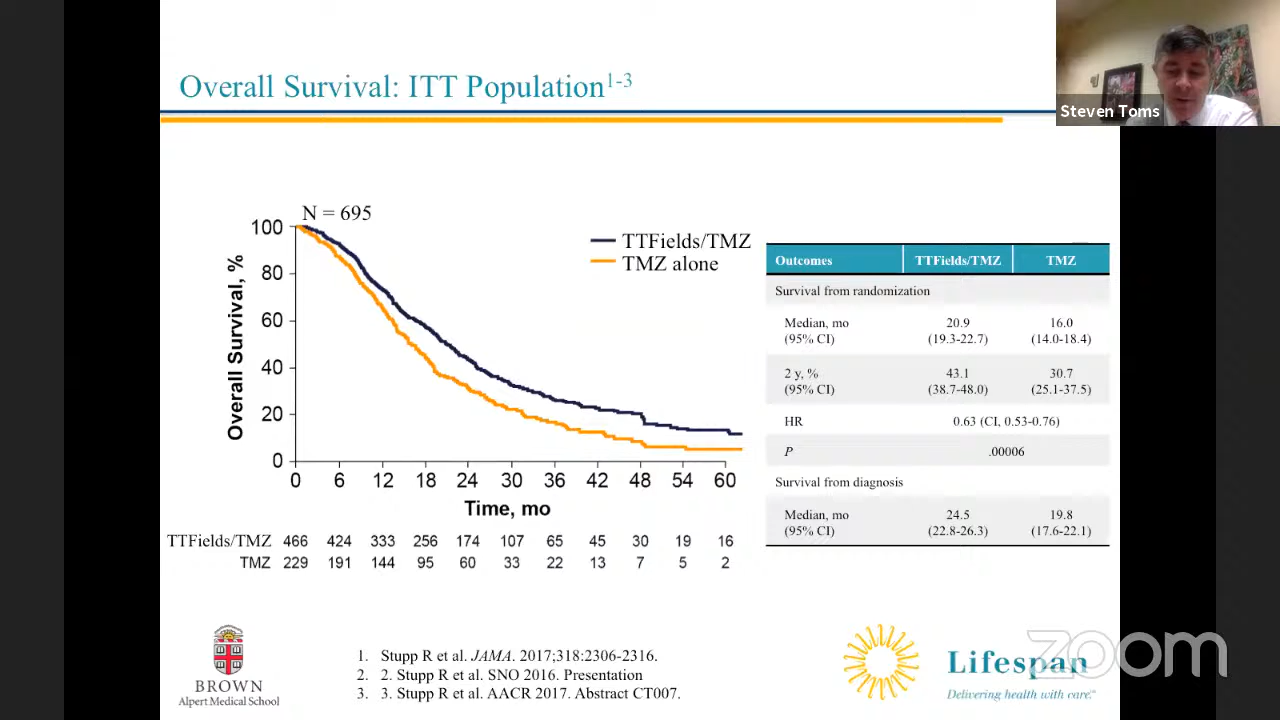 Overall Survival: ITT Population1-3
Steven Toms
N = 695
TTFields/TMZ
TMZ alone
Overall Survival, %
100
80
60
40
20
0
0 6 12 18 24 30 36 42 48 54 60
Time, mo
TTFields/TMZ 466 424 333 256 174 107 65 45 30 19 16
TMZ 229 191 144 95 60 33 22 13 7 5 2
Outcomes TTFields/TMZ TMZ
Survival from randomization
Median, mo 20.9 16.0
(95% CI) (19.3-22.7) (14.0-18.4)
2 y, % 43.1 30.7
(95% CI) (38.7-48.0) (25.1-37.5)
HR 0.63 (CI, 0.53-0.76)
P .00006
Survival from diagnosis
Median, mo 24.5 19.8
(95% CI) (22.8-26.3) (17.6-22.1)
BROWN
Alpert Medical School
1. Stupp R et al. JAMA. 2017;318:2306-2316.
2. 2. Stupp R et al. SNO 2016. Presentation
3. 3. Stupp R et al. AACR 2017. Abstract CT007.
Lifespan
Delivering health with care.
zoom